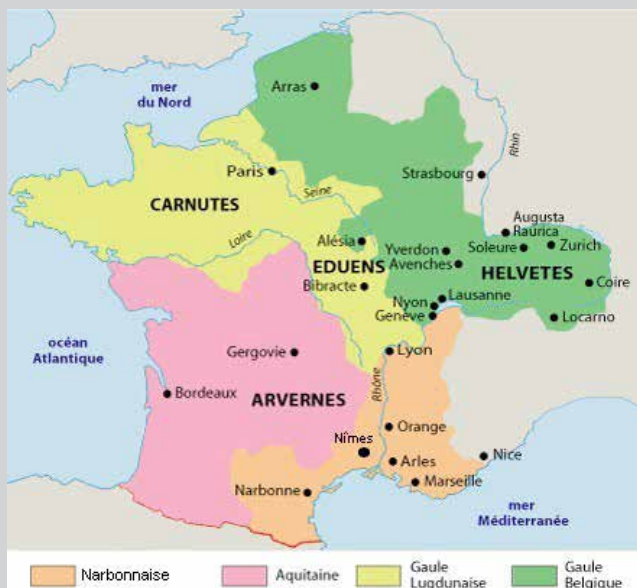 mer
du Nord
Arras
Rhin
Paris
Seine
Strasbourg
CARNUTES
Augusta
Raurica
Loire
Alésia
Yverdon
Soleure
Zurich
EDUENS
Avenches
HELVETES
Bibracte
Coire
Nyon
Lausanne
Genève
Locarno
océan
Atlantique
Gergovie
Lyon
Rhône
Bordeaux
ARVERNES
Orange
Nîmes
Arles
Nice
Narbonne
Marseille
mer
Méditerranée
Narbonnaise
Aquitaine
Gaule
Lugdunaise
Gaule
Belgique